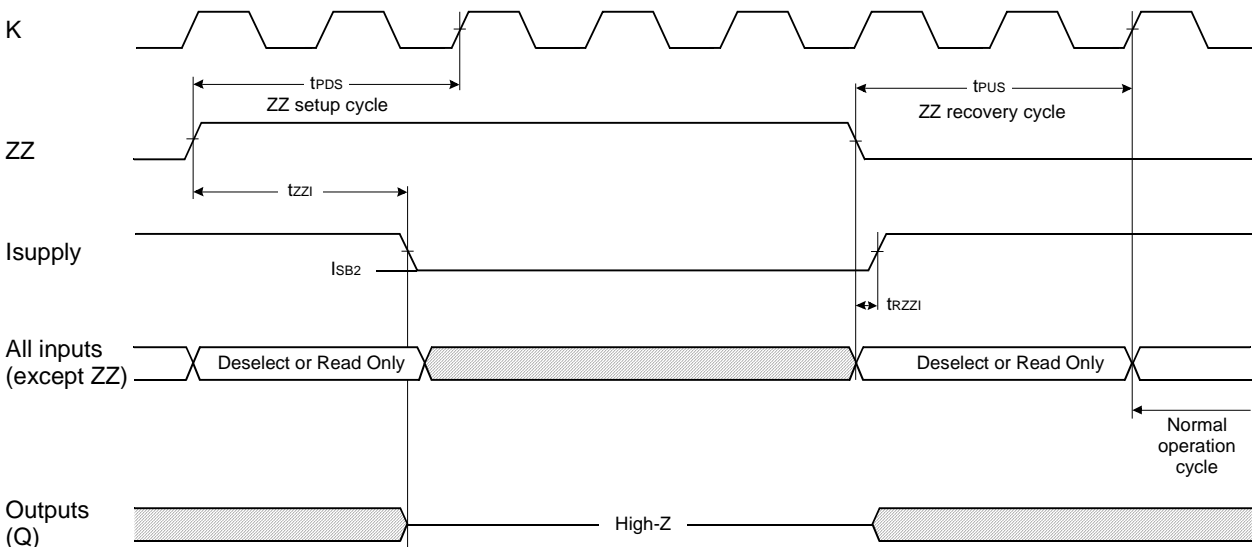 K
tPDS
ZZ setup cycle
tPUS
ZZ recovery cycle
ZZ
tZZI
Isupply
ISB2
tRZZI
All inputs
(except ZZ)
Deselect or Read Only
Deselect or Read Only
Normal
operation
cycle
Outputs
(Q)
High-Z